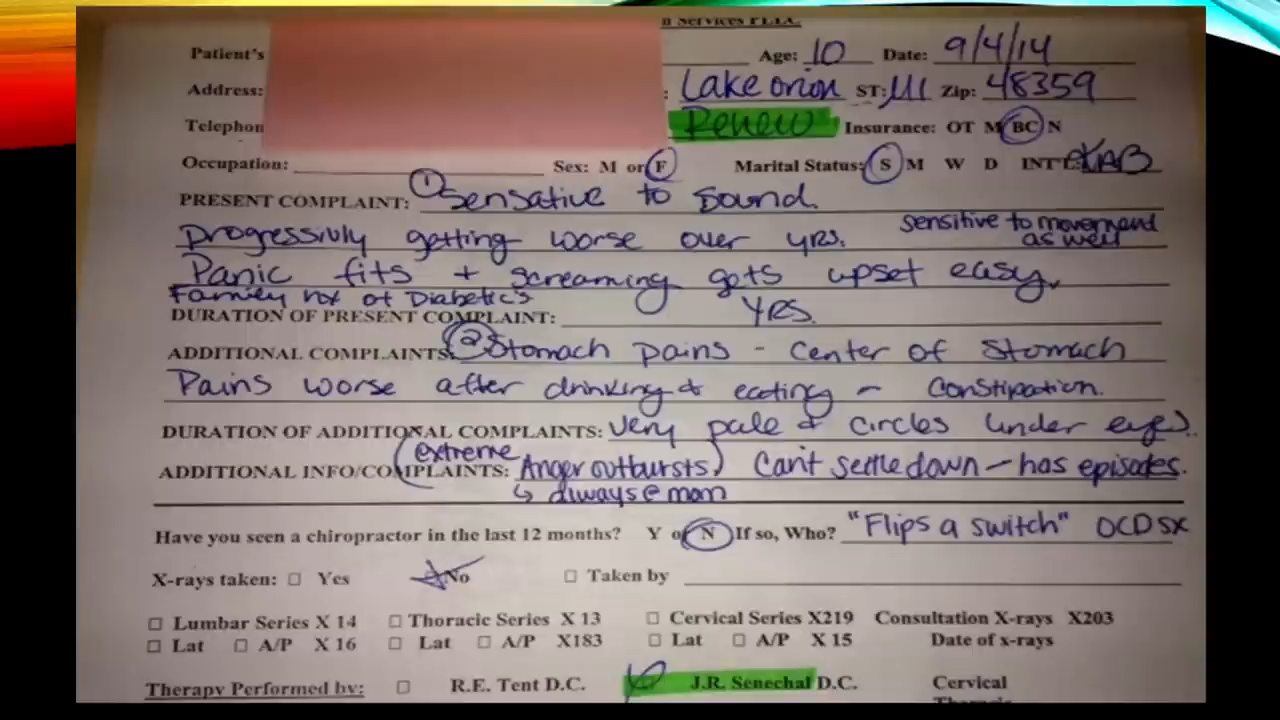 n Services PLLC.
Patient's Age: 10 Date: 9/4/14
Address: : Lake orion ST: MI Zip: 48359
Telephon Renew Insurance: OT M BC N
Occupation: Sex: M or F Marital Status: S M W D INT'L:
PRESENT COMPLAINT: ① Sensative to Sound.
Progressibly getting worse over yrs. sensitive to movement as well
Panic fits + screaming gets upset easy.
Family hx of Diabetics
DURATION OF PRESENT COMPLAINT: YRS.
ADDITIONAL COMPLAINTS: ② Stomach pains - center of stomach
Pains worse after drinking & eating - Constipation.
DURATION OF ADDITIONAL COMPLAINTS: very pale & circles under eyes.
ADDITIONAL INFO/COMPLAINTS: (extreme Anger outbursts) Can't settle down - has episodes.
↳ always @ mom
Have you seen a chiropractor in the last 12 months? Y or N If so, Who? "Flips a switch" OCD SX
X-rays taken: □ Yes No □ Taken by
□ Lumbar Series X 14 □ Thoracic Series X 13 □ Cervical Series X219 Consultation X-rays X203
□ Lat □ A/P X 16 □ Lat □ A/P X183 □ Lat □ A/P X 15 Date of x-rays
Therapy Performed by: □ R.E. Tent D.C. J.R. Senechal D.C. Cervical